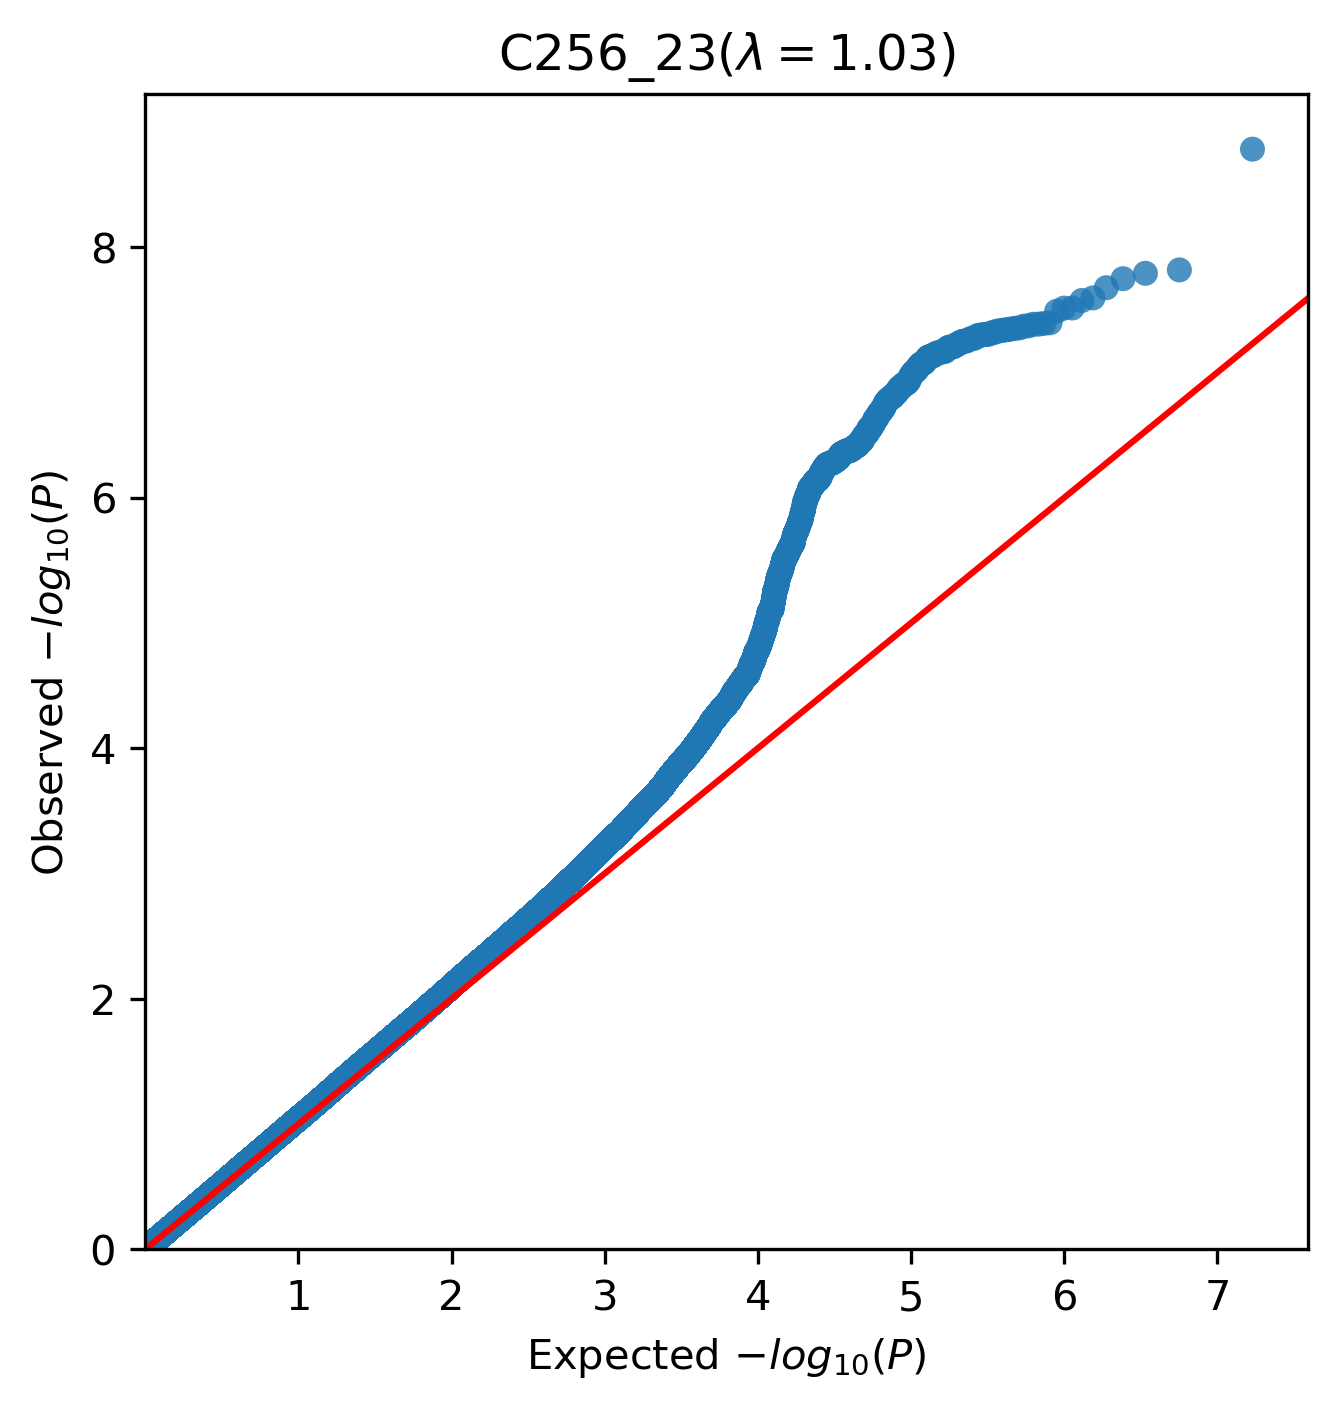 C256_23(λ = 1.03)
Observed −log₁₀(P)
8
6
4
2
0
1 2 3 4 5 6 7
Expected −log₁₀(P)